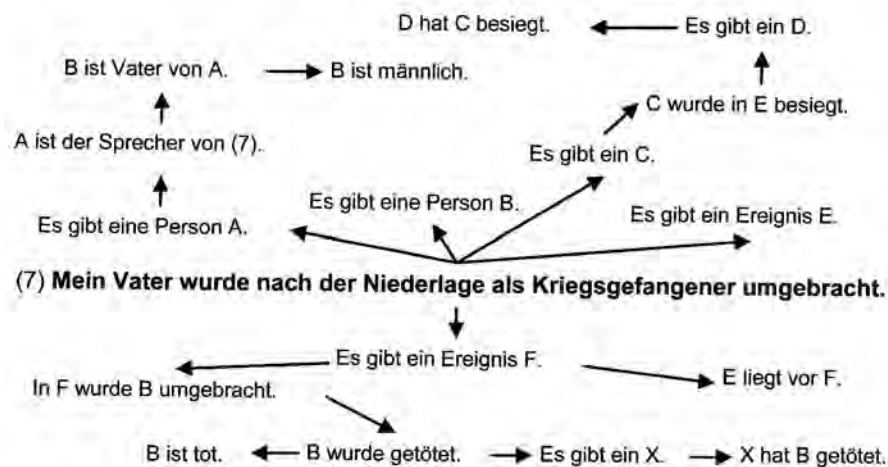 D hat C besiegt. Es gibt ein D.
B ist Vater von A. B ist männlich.
C wurde in E besiegt.
A ist der Sprecher von (7).
Es gibt ein C.
Es gibt eine Person B.
Es gibt ein Ereignis E.
Es gibt eine Person A.
(7) Mein Vater wurde nach der Niederlage als Kriegsgefangener umgebracht.
Es gibt ein Ereignis F.
E liegt vor F.
In F wurde B umgebracht.
B ist tot. B wurde getötet. Es gibt ein X. X hat B getötet.